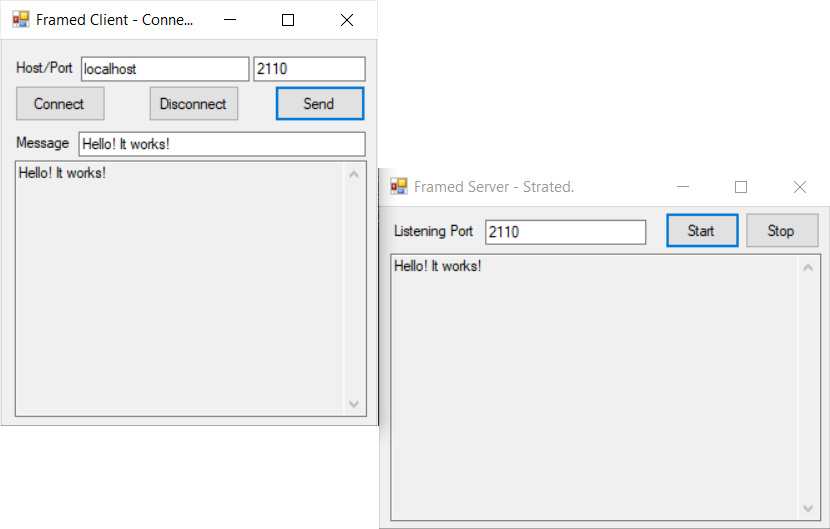 Framed Client - Conne...
Host/Port localhost 2110
Connect Disconnect Send
Message Hello! It works!
Hello! It works!
Framed Server - Strated.
Listening Port 2110 Start Stop
Hello! It works!